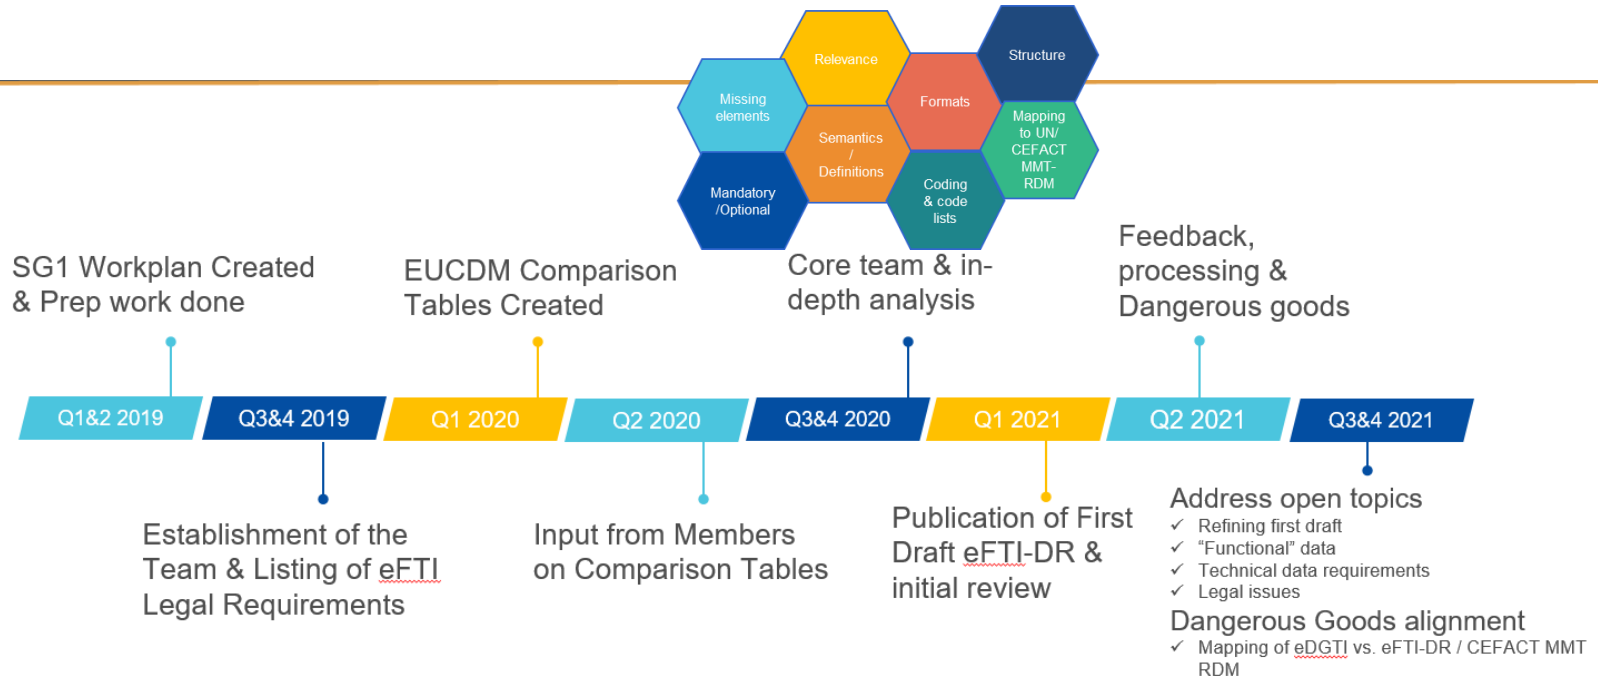 Relevance
Structure
Missing
elements
Formats
Semantics
/
Definitions
Mapping
to UN/
CEFACT
MMT-
RDM
Mandatory
/Optional
Coding
& code
lists
SG1 Workplan Created
& Prep work done
EUCDM Comparison
Tables Created
Core team & in-
depth analysis
Feedback,
processing &
Dangerous goods
Q1&2 2019
Q3&4 2019
Q1 2020
Q2 2020
Q3&4 2020
Q1 2021
Q2 2021
Q3&4 2021
Establishment of the
Team & Listing of eFTI
Legal Requirements
Input from Members
on Comparison Tables
Publication of First
Draft eFTI-DR &
initial review
Address open topics
✓ Refining first draft
✓ “Functional” data
✓ Technical data requirements
✓ Legal issues
Dangerous Goods alignment
✓ Mapping of eDGTI vs. eFTI-DR / CEFACT MMT
RDM